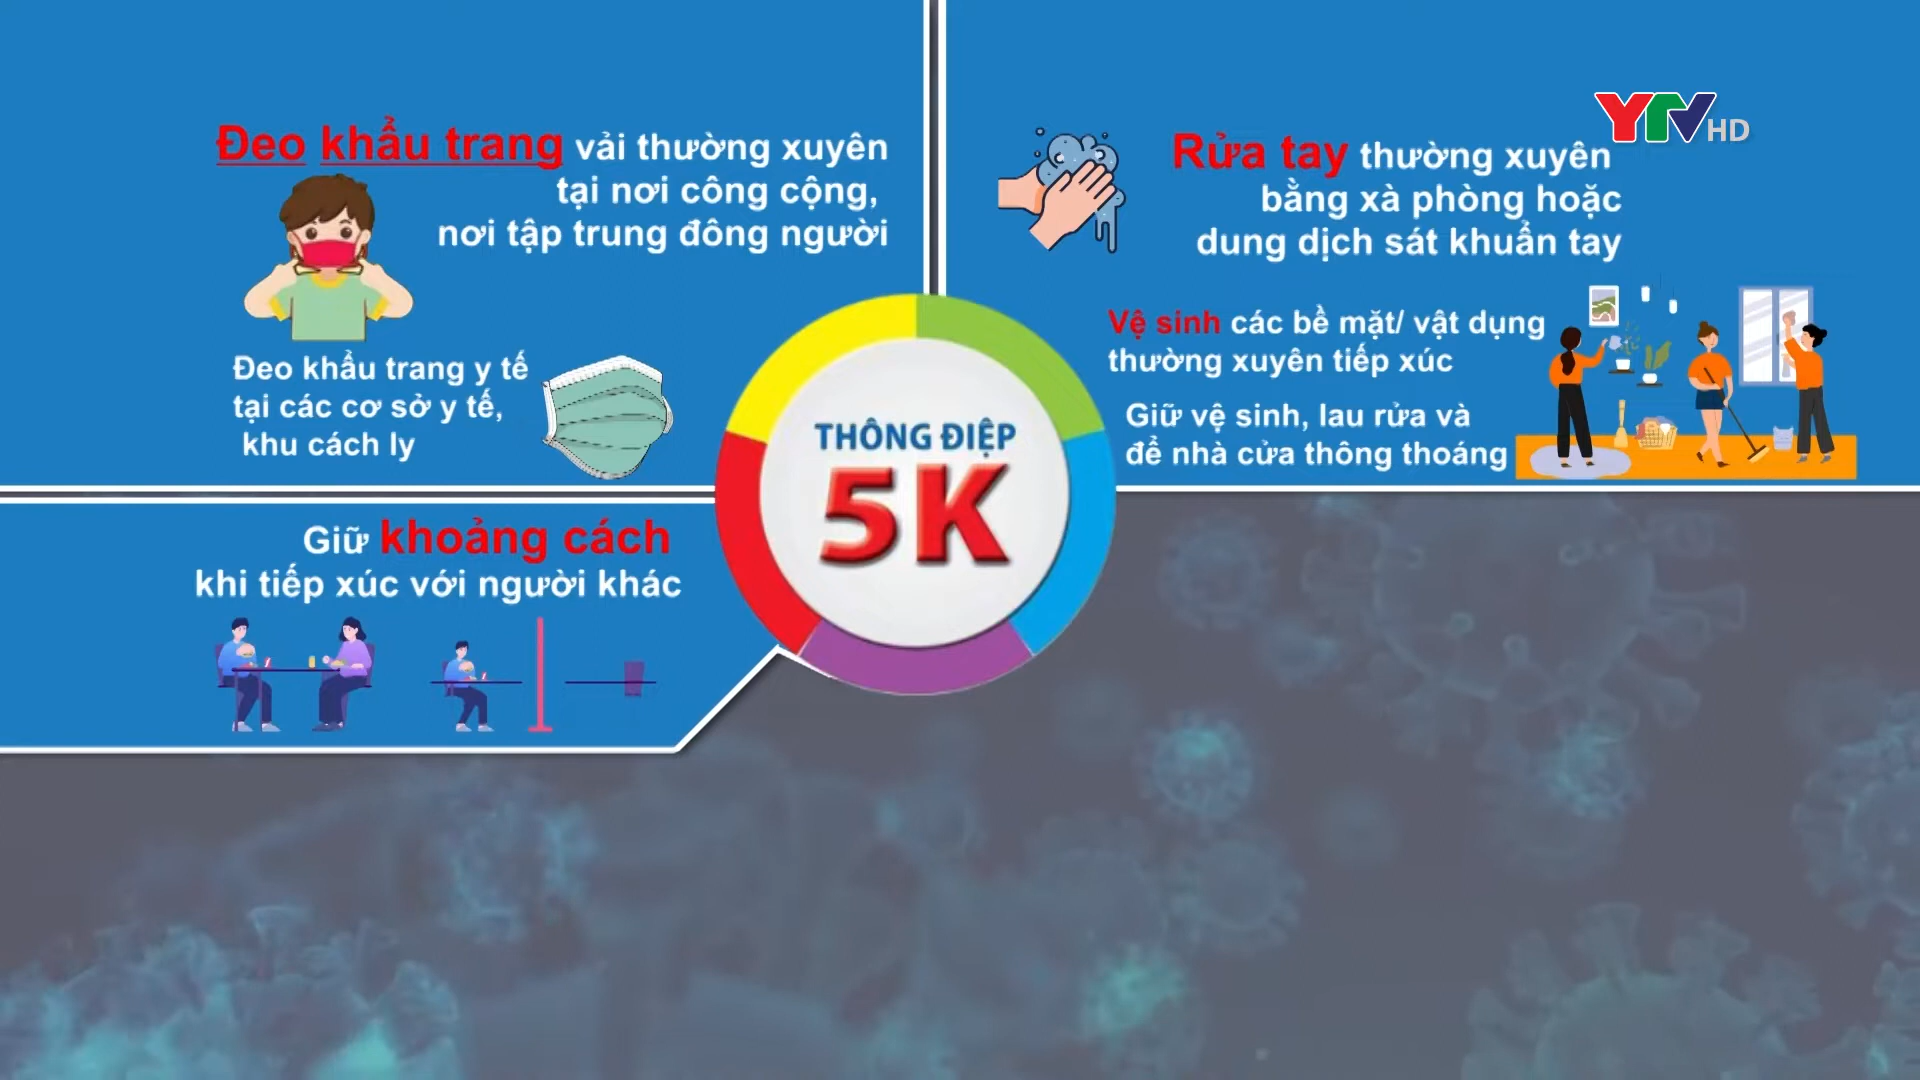 Đeo khẩu trang vải thường xuyên
tại nơi công cộng,
nơi tập trung đông người
Đeo khẩu trang y tế
tại các cơ sở y tế,
khu cách ly
YTV HD
Rửa tay thường xuyên
bằng xà phòng hoặc
dung dịch sát khuẩn tay
Vệ sinh các bề mặt/ vật dụng
thường xuyên tiếp xúc
Giữ vệ sinh, lau rửa và
để nhà cửa thông thoáng
THÔNG ĐIỆP
5K
Giữ khoảng cách
khi tiếp xúc với người khác